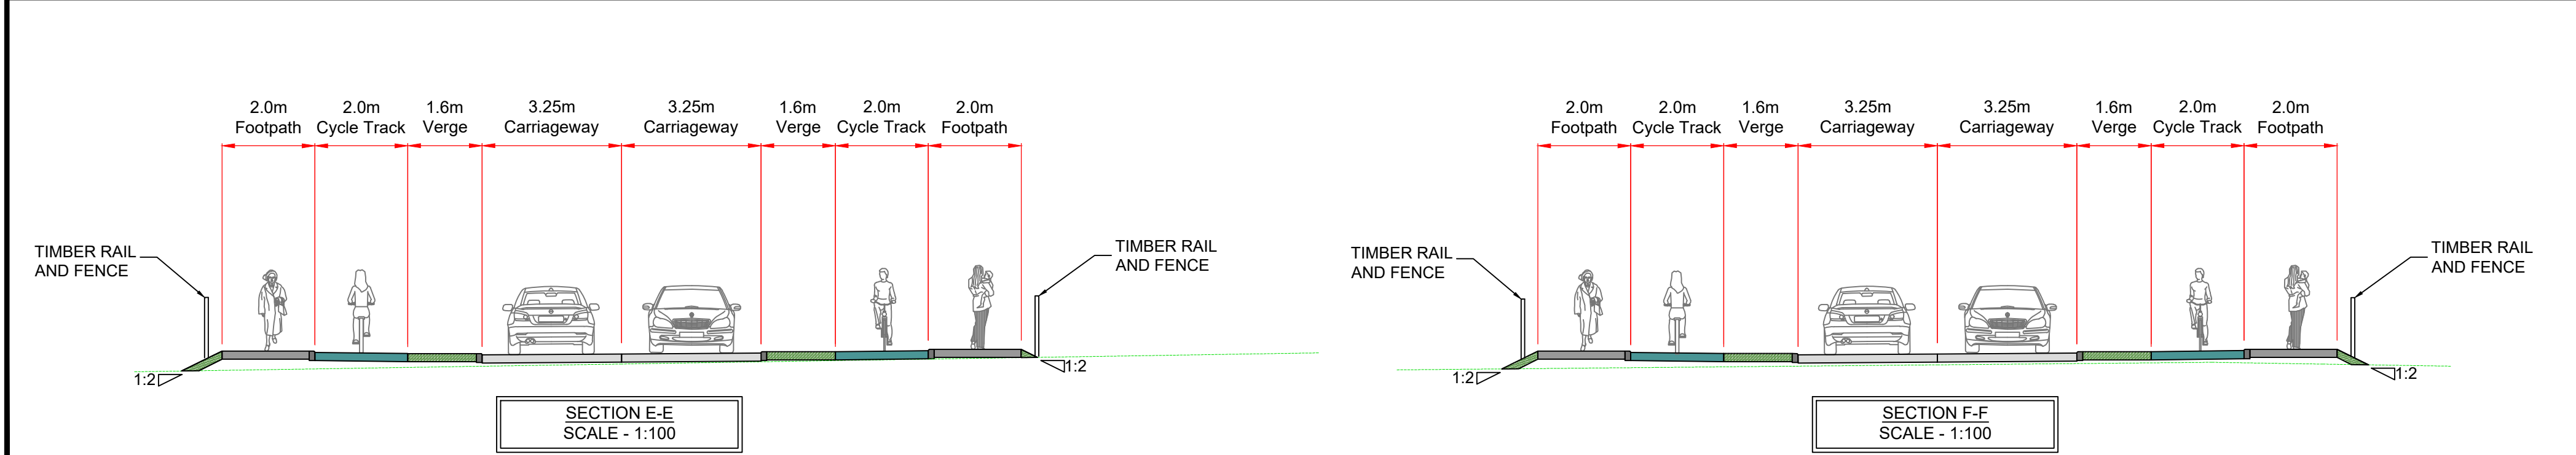 2.0m
Footpath
2.0m
Cycle Track
1.6m
Verge
3.25m
Carriageway
3.25m
Carriageway
1.6m
Verge
2.0m
Cycle Track
2.0m
Footpath
TIMBER RAIL
AND FENCE
TIMBER RAIL
AND FENCE
1:2
1:2
SECTION E-E
SCALE - 1:100
2.0m
Footpath
2.0m
Cycle Track
1.6m
Verge
3.25m
Carriageway
3.25m
Carriageway
1.6m
Verge
2.0m
Cycle Track
2.0m
Footpath
TIMBER RAIL
AND FENCE
TIMBER RAIL
AND FENCE
1:2
1:2
SECTION F-F
SCALE - 1:100